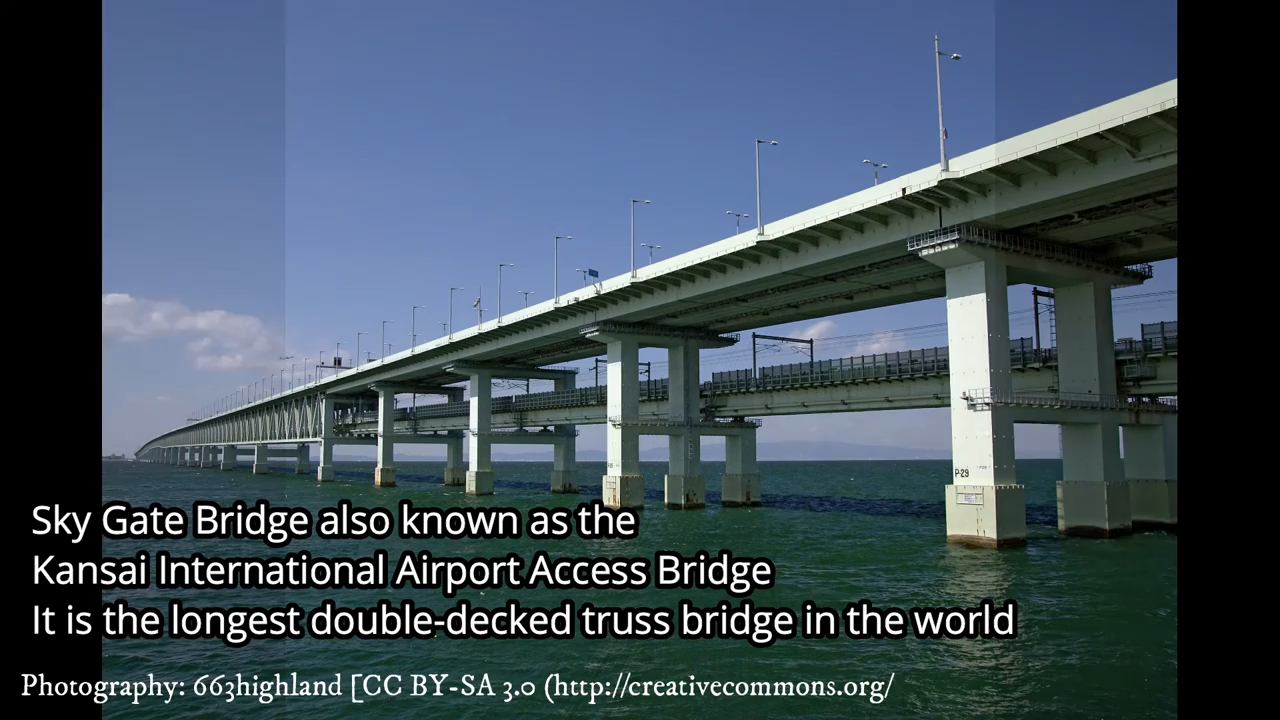 P-29
Sky Gate Bridge also known as the
Kansai International Airport Access Bridge
It is the longest double-decked truss bridge in the world
Photography: 663highland [CC BY-SA 3.0 (http://creativecommons.org/